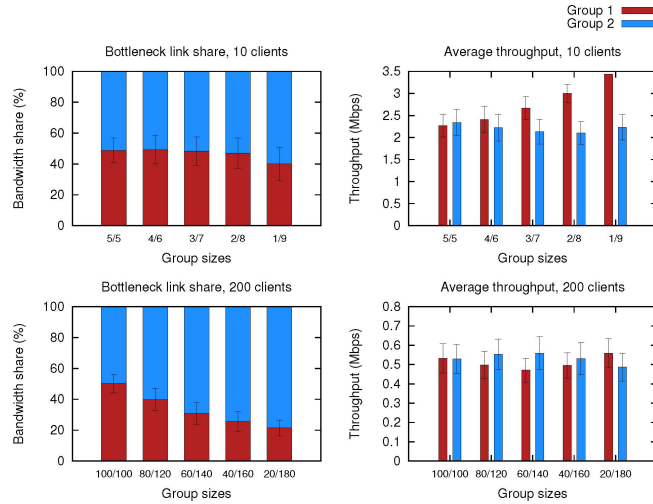 Group 1
Group 2
Bottleneck link share, 10 clients
Bandwidth share (%)
100
80
60
40
20
0
5/5 4/6 3/7 2/8 1/9
Group sizes
Average throughput, 10 clients
Throughput (Mbps)
3.5
3
2.5
2
1.5
1
0.5
0
5/5 4/6 3/7 2/8 1/9
Group sizes
Bottleneck link share, 200 clients
Bandwidth share (%)
100
80
60
40
20
0
100/100 80/120 60/140 40/160 20/180
Group sizes
Average throughput, 200 clients
Throughput (Mbps)
0.8
0.7
0.6
0.5
0.4
0.3
0.2
0.1
0
100/100 80/120 60/140 40/160 20/180
Group sizes